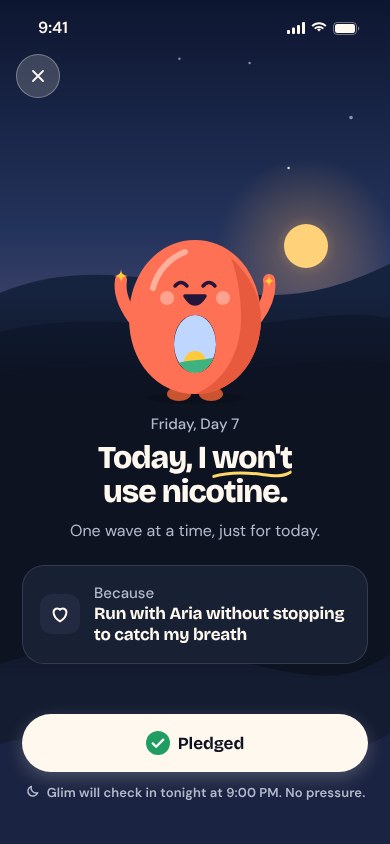 9:41
Friday, Day 7
Today, I won't
use nicotine.
One wave at a time, just for today.
Because
Run with Aria without stopping
to catch my breath
Pledged
Glim will check in tonight at 9:00 PM. No pressure.